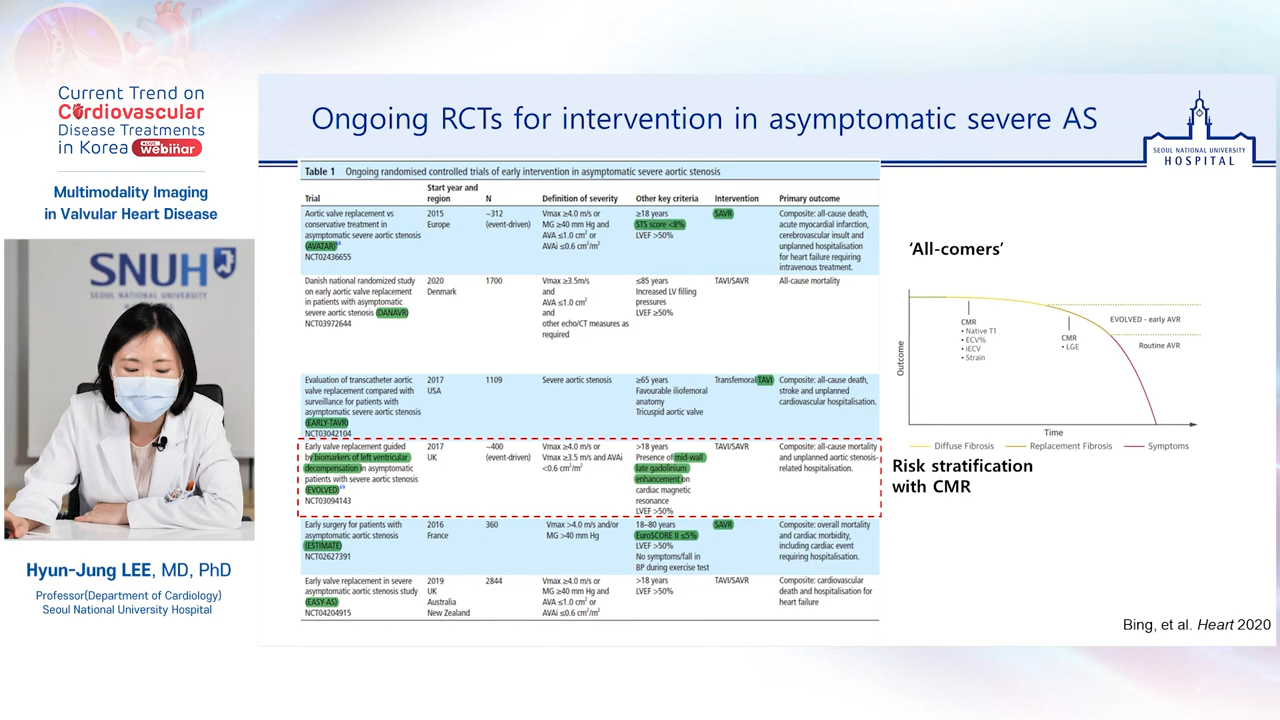 Current Trend on
Cardiovascular
Disease Treatments
in Korea LIVE webinar
Multimodality Imaging
in Valvular Heart Disease
SNUH
SEOUL NATIONAL UNIVERSITY
Hyun-Jung LEE, MD, PhD
Professor(Department of Cardiology)
Seoul National University Hospital
Ongoing RCTs for intervention in asymptomatic severe AS
SEOUL NATIONAL UNIVERSITY
HOSPITAL
Table 1 Ongoing randomised controlled trials of early intervention in asymptomatic severe aortic stenosis
Trial
Start year and
region
N
Definition of severity
Other key criteria
Intervention
Primary outcome
Aortic valve replacement vs
conservative treatment in
asymptomatic severe aortic stenosis
(AVATAR)
NCT02436655
2015
Europe
~312
(event-driven)
Vmax ≥4.0 m/s or
MG ≥40 mm Hg and
AVA ≤1.0 cm² or
AVAi ≤0.6 cm²/m²
≥18 years
STS score <8%
LVEF >50%
SAVR
Composite: all-cause death,
acute myocardial infarction,
cerebrovascular insult and
unplanned hospitalisation
for heart failure requiring
intravenous treatment.
Danish national randomized study
on early aortic valve replacement
in patients with asymptomatic
severe aortic stenosis (DANAVR)
NCT03972644
2020
Denmark
1700
Vmax ≥3.5m/s
and
AVA ≤1.0 cm²
and
other echo/CT measures as
required
≤85 years
Increased LV filling
pressures
LVEF ≥50%
TAVI/SAVR
All-cause mortality
Evaluation of transcatheter aortic
valve replacement compared with
surveillance for patients with
asymptomatic severe aortic stenosis
(EARLY-TAVR)
NCT03042104
2017
USA
1109
Severe aortic stenosis
≥65 years
Favourable iliofemoral
anatomy
Tricuspid aortic valve
Transfemoral TAVI
Composite: all-cause death,
stroke and unplanned
cardiovascular hospitalisation.
Early valve replacement guided
by biomarkers of left ventricular
decompensation in asymptomatic
patients with severe aortic stenosis
(EVOLVED)
NCT03094143
2017
UK
~400
(event-driven)
Vmax ≥4.0 m/s or
Vmax ≥3.5 m/s and AVAi
<0.6 cm²/m²
>18 years
Presence of mid-wall
late gadolinium
enhancement on
cardiac magnetic
resonance
LVEF >50%
TAVI/SAVR
Composite: all-cause mortality
and unplanned aortic stenosis-
related hospitalisation.
Early surgery for patients with
asymptomatic aortic stenosis
(ESTIMATE)
NCT02627391
2016
France
360
Vmax >4.0 m/s and/or
MG >40 mm Hg
18–80 years
EuroSCORE II ≤5%
LVEF >50%
No symptoms/fall in
BP during exercise test
SAVR
Composite: overall mortality
and cardiac morbidity,
including cardiac event
requiring hospitalisation.
Early valve replacement in severe
asymptomatic aortic stenosis study
(EASY-AS)
NCT04204915
2019
UK
Australia
New Zealand
2844
Vmax ≥4.0 m/s or
MG ≥40 mm Hg and
AVA ≤1.0 cm² or
AVAi ≤0.6 cm²/m²
>18 years
LVEF >50%
TAVI/SAVR
Composite: cardiovascular
death and hospitalisation for
heart failure
'All-comers'
Outcome
CMR
• Native T1
• ECV%
• iECV
• Strain
CMR
• LGE
EVOLVED - early AVR
Routine AVR
Time
Diffuse Fibrosis
Replacement Fibrosis
Symptoms
Risk stratification
with CMR
Bing, et al. Heart 2020